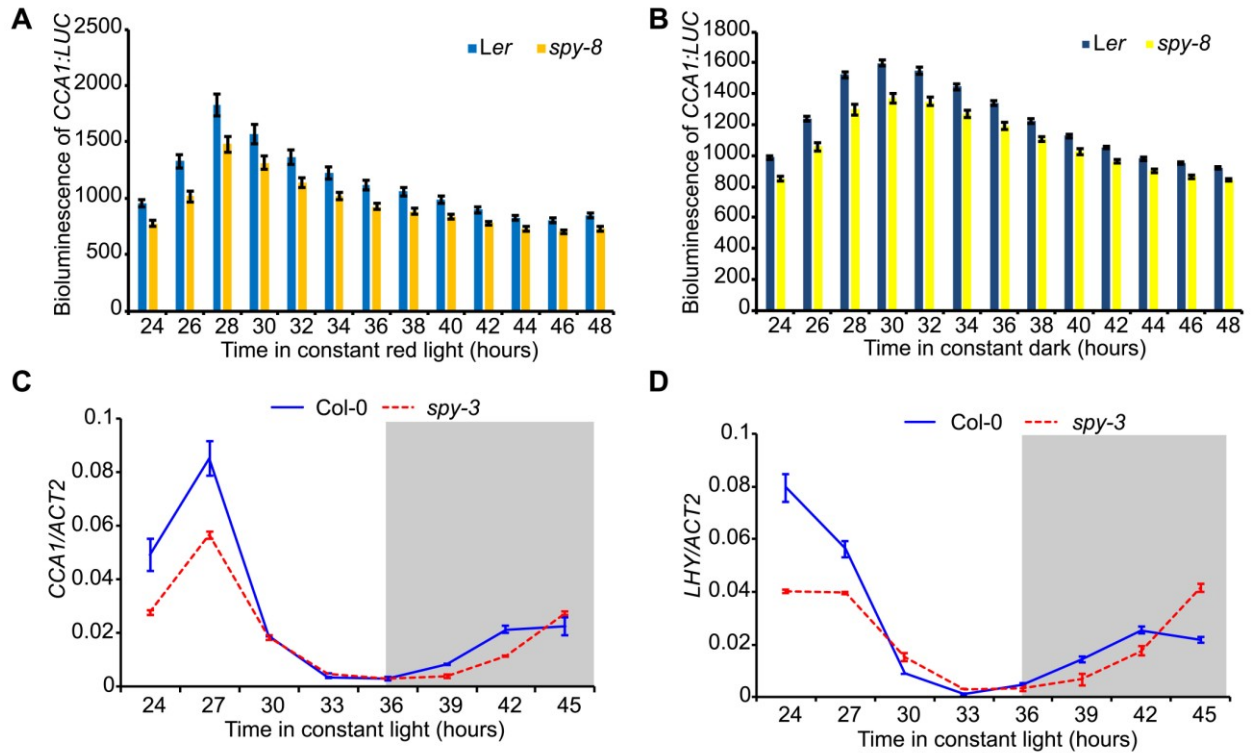 A
Bioluminescence of CCA1:LUC
2500
2000
1500
1000
500
0
Ler spy-8
24 26 28 30 32 34 36 38 40 42 44 46 48
Time in constant red light (hours)
B
Bioluminescence of CCA1:LUC
1800
1600
1400
1200
1000
800
600
400
200
0
Ler spy-8
24 26 28 30 32 34 36 38 40 42 44 46 48
Time in constant dark (hours)
C
Col-0 spy-3
CCA1/ACT2
0.1
0.08
0.06
0.04
0.02
0
24 27 30 33 36 39 42 45
Time in constant light (hours)
D
Col-0 spy-3
LHY/ACT2
0.1
0.08
0.06
0.04
0.02
0
24 27 30 33 36 39 42 45
Time in constant light (hours)